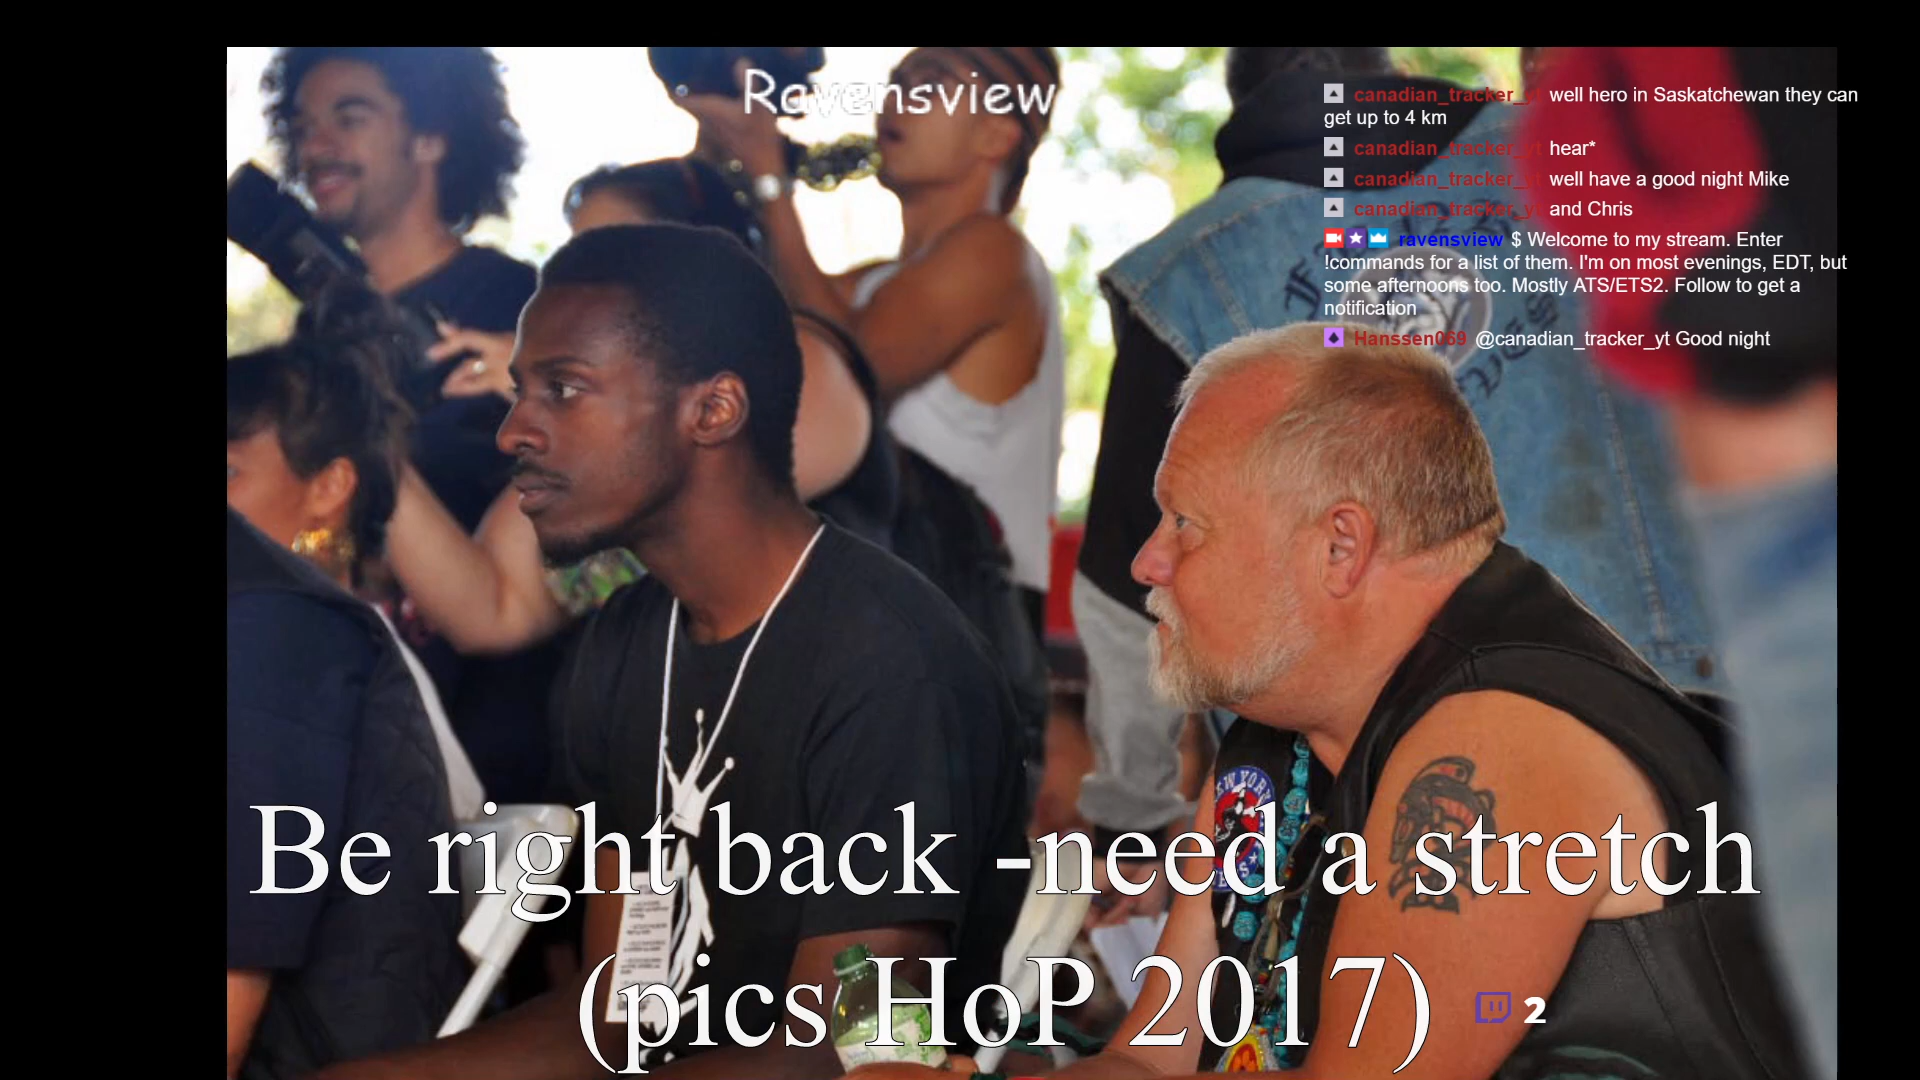 Ravensview
canadian_tracker_yt well hero in Saskatchewan they can
get up to 4 km
canadian_tracker_yt hear*
canadian_tracker_yt well have a good night Mike
canadian_tracker_yt and Chris
ravensview $ Welcome to my stream. Enter
!commands for a list of them. I'm on most evenings, EDT, but
some afternoons too. Mostly ATS/ETS2. Follow to get a
notification
Hanssen069 @canadian_tracker_yt Good night
Be right back -need a stretch
(pics HoP 2017)
2